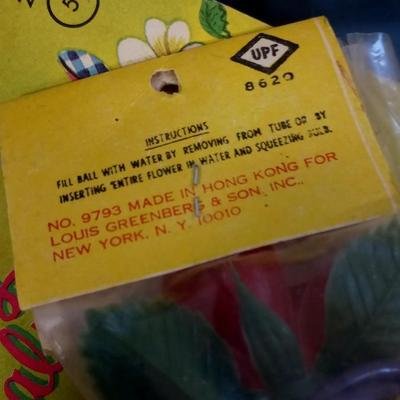 5
UPF
8620
INSTRUCTIONS
FILL BALL WITH WATER BY REMOVING FROM TUBE OR BY
INSERTING ENTIRE FLOWER IN WATER AND SQUEEZING BULB.
NO. 9793 MADE IN HONG KONG FOR
LOUIS GREENBERG & SON, INC.,
NEW YORK, N. Y. 10010